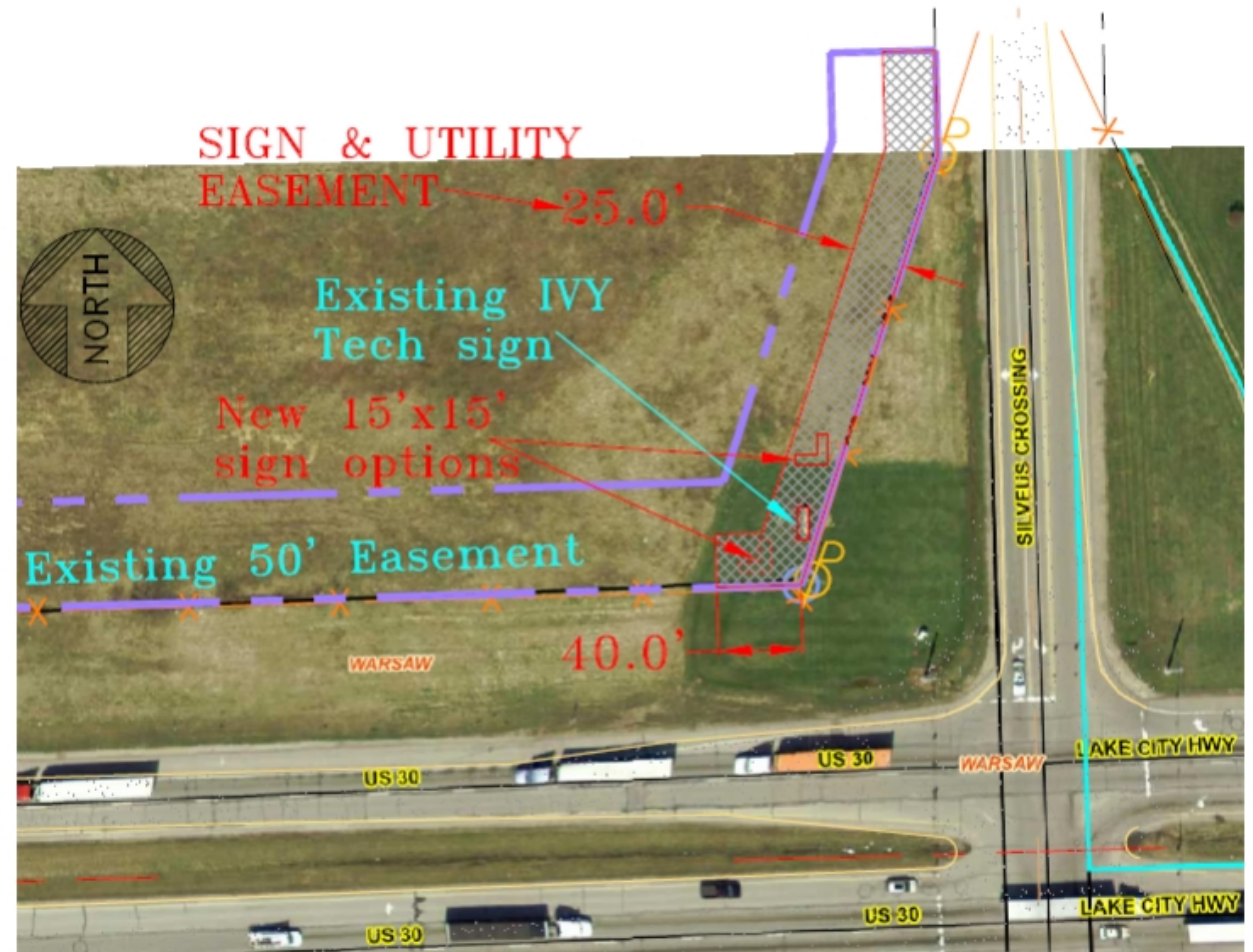 SIGN & UTILITY
EASEMENT
25.0'
NORTH
Existing IVY
Tech sign
New 15'x15'
sign options
SILVEUS CROSSING
Existing 50' Easement
P
P
40.0'
WARSAW
US 30
US 30
WARSAW
LAKE CITY HWY
US 30
US 30
LAKE CITY HWY